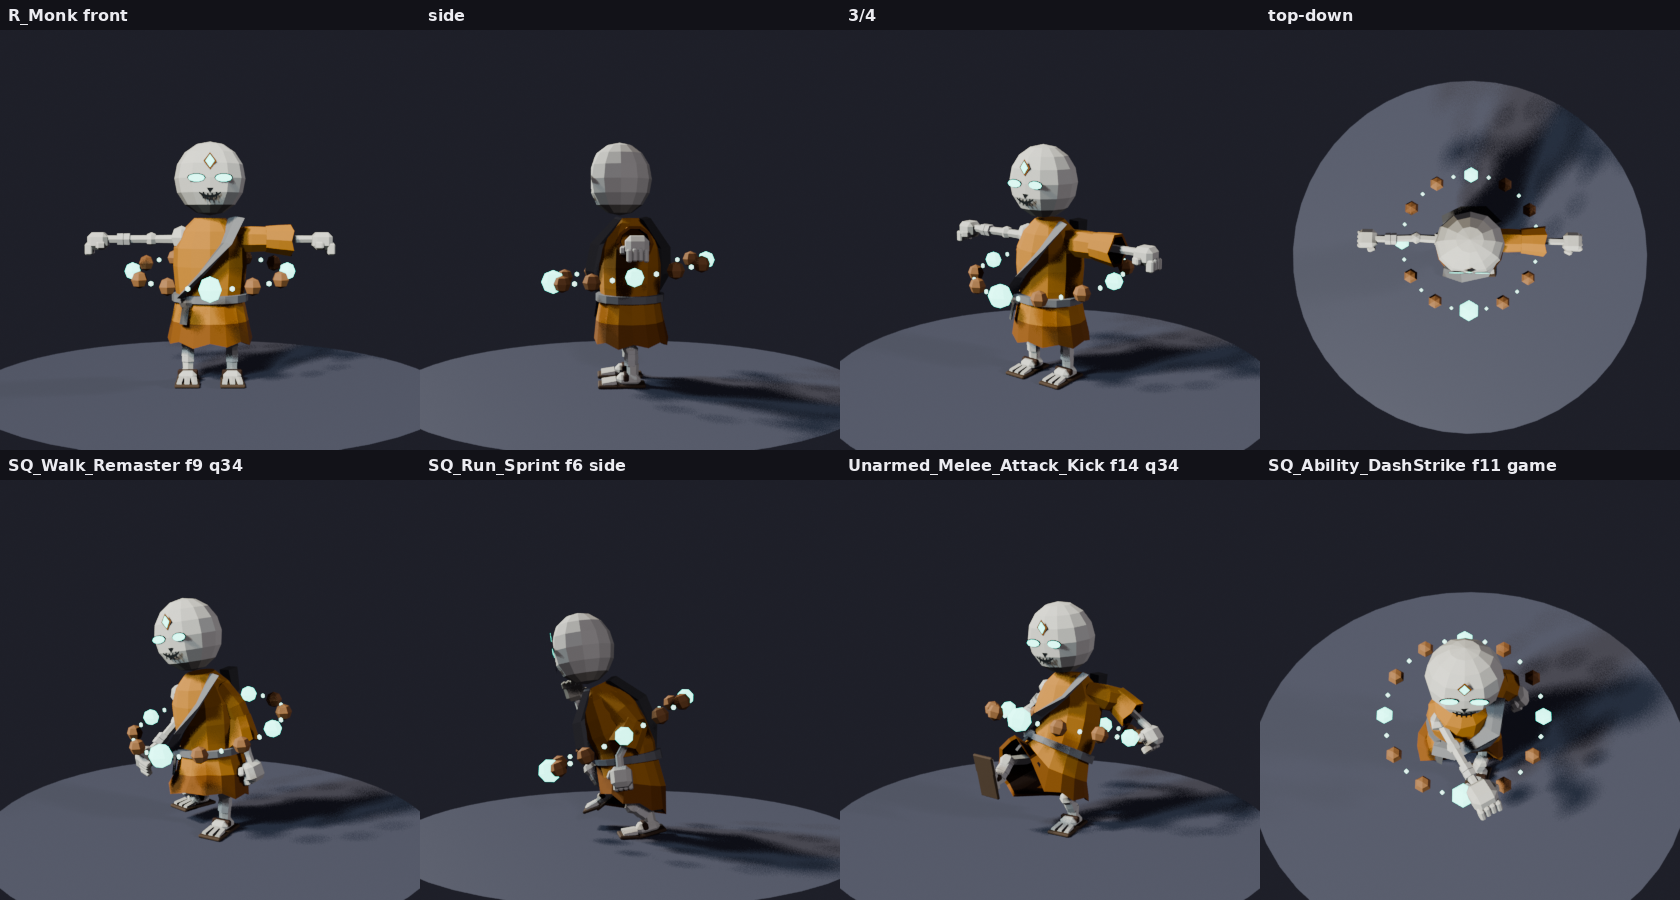 R_Monk front
side
3/4
top-down
SQ_Walk_Remaster f9 q34
SQ_Run_Sprint f6 side
Unarmed_Melee_Attack_Kick f14 q34
SQ_Ability_DashStrike f11 game